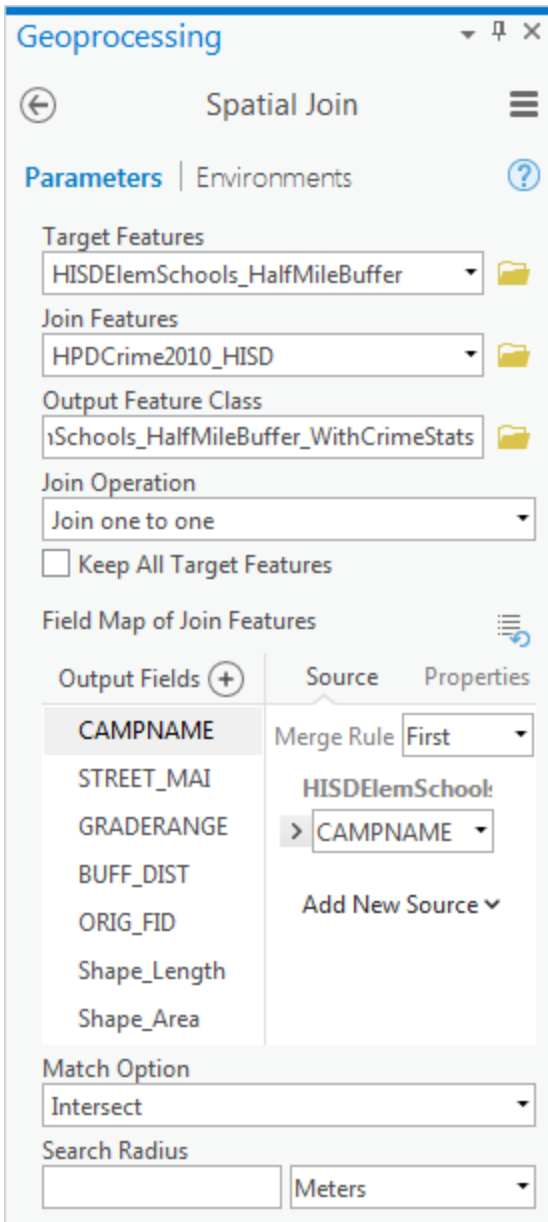 Geoprocessing
Spatial Join
Parameters | Environments
Target Features
HISDElemSchools_HalfMileBuffer
Join Features
HPDCrime2010_HISD
Output Feature Class
ıSchools_HalfMileBuffer_WithCrimeStats
Join Operation
Join one to one
Keep All Target Features
Field Map of Join Features
Output Fields Source Properties
CAMPNAME Merge Rule First
STREET_MAI HISDElemSchools
GRADERANGE CAMPNAME
BUFF_DIST
ORIG_FID Add New Source
Shape_Length
Shape_Area
Match Option
Intersect
Search Radius
Meters